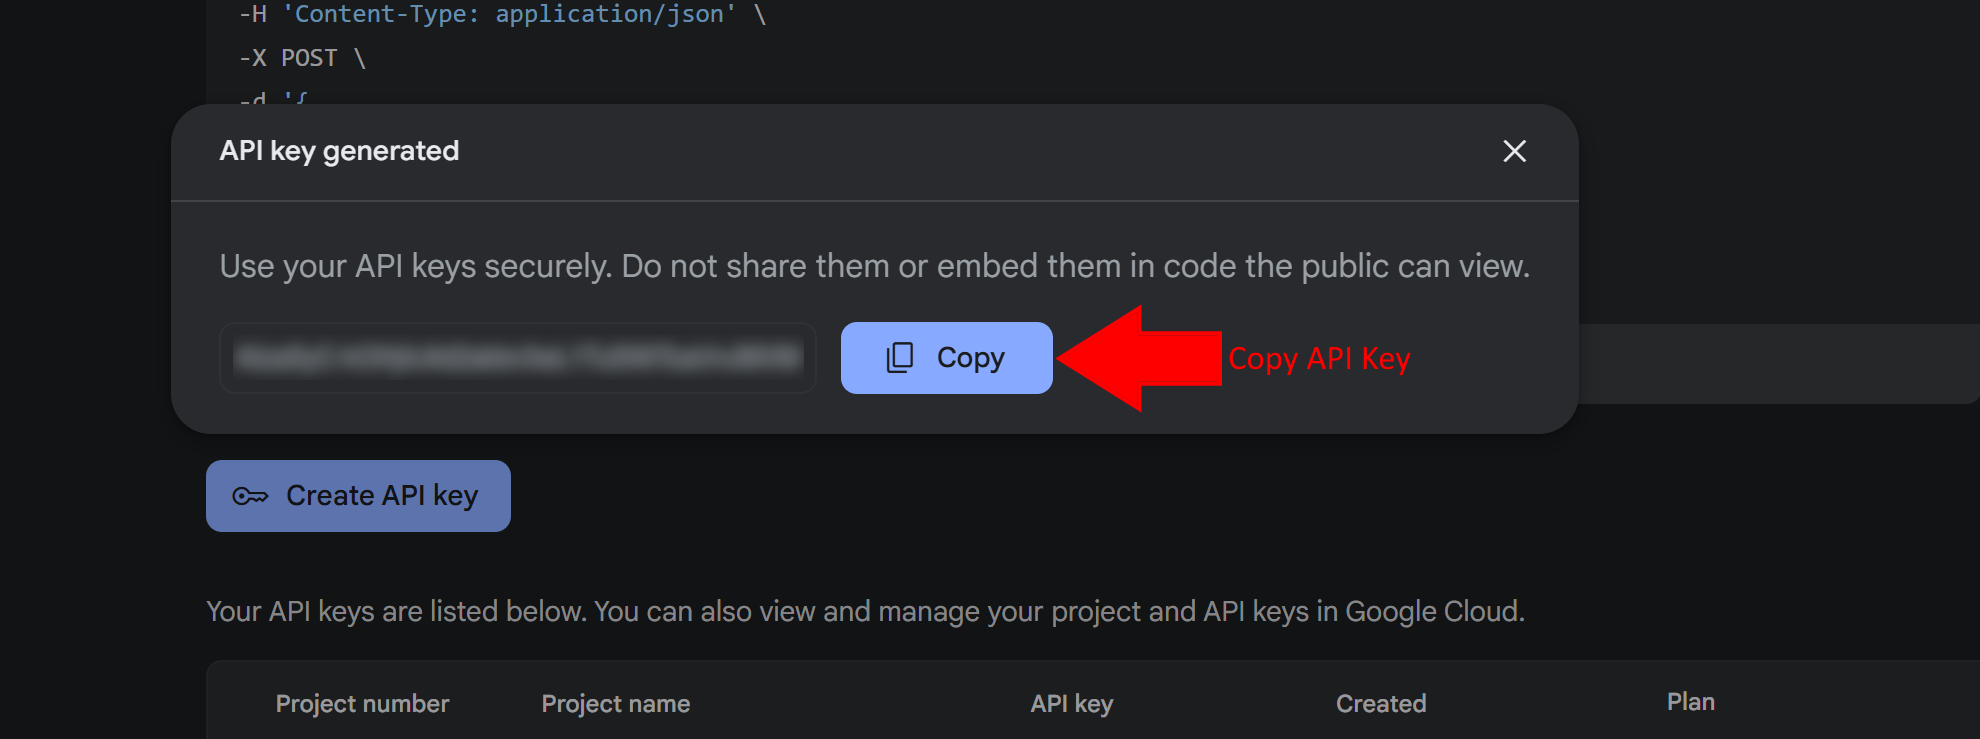 -H 'Content-Type: application/json' \
-X POST \
-d '{
API key generated
Use your API keys securely. Do not share them or embed them in code the public can view.
Copy
Copy API Key
Create API key
Your API keys are listed below. You can also view and manage your project and API keys in Google Cloud.
Project number Project name API key Created Plan